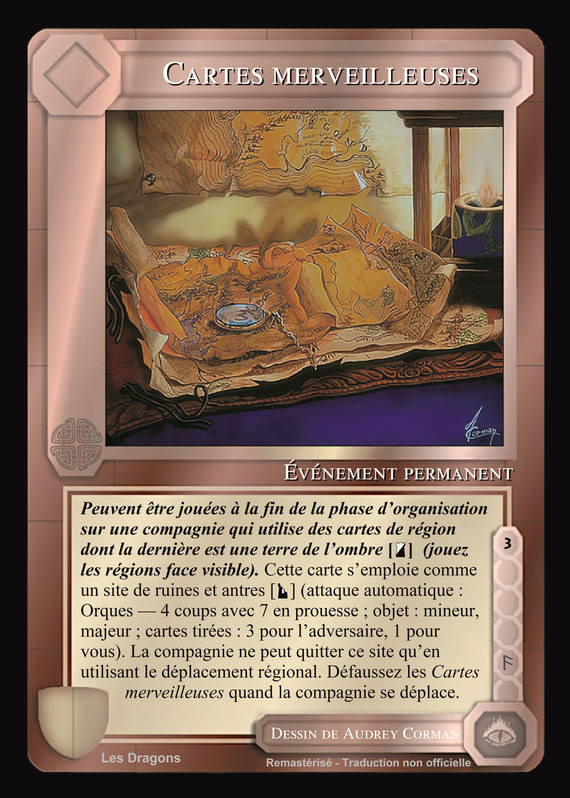 Cartes merveilleuses
GOND
Corman
Événement permanent
Peuvent être jouées à la fin de la phase d'organisation
sur une compagnie qui utilise des cartes de région
dont la dernière est une terre de l'ombre [ ] (jouez
les régions face visible). Cette carte s'emploie comme
un site de ruines et antres [ ] (attaque automatique :
Orques — 4 coups avec 7 en prouesse ; objet : mineur,
majeur ; cartes tirées : 3 pour l'adversaire, 1 pour
vous). La compagnie ne peut quitter ce site qu'en
utilisant le déplacement régional. Défaussez les Cartes
merveilleuses quand la compagnie se déplace.
3
Dessin de Audrey Corman
Les Dragons
Remastérisé - Traduction non officielle